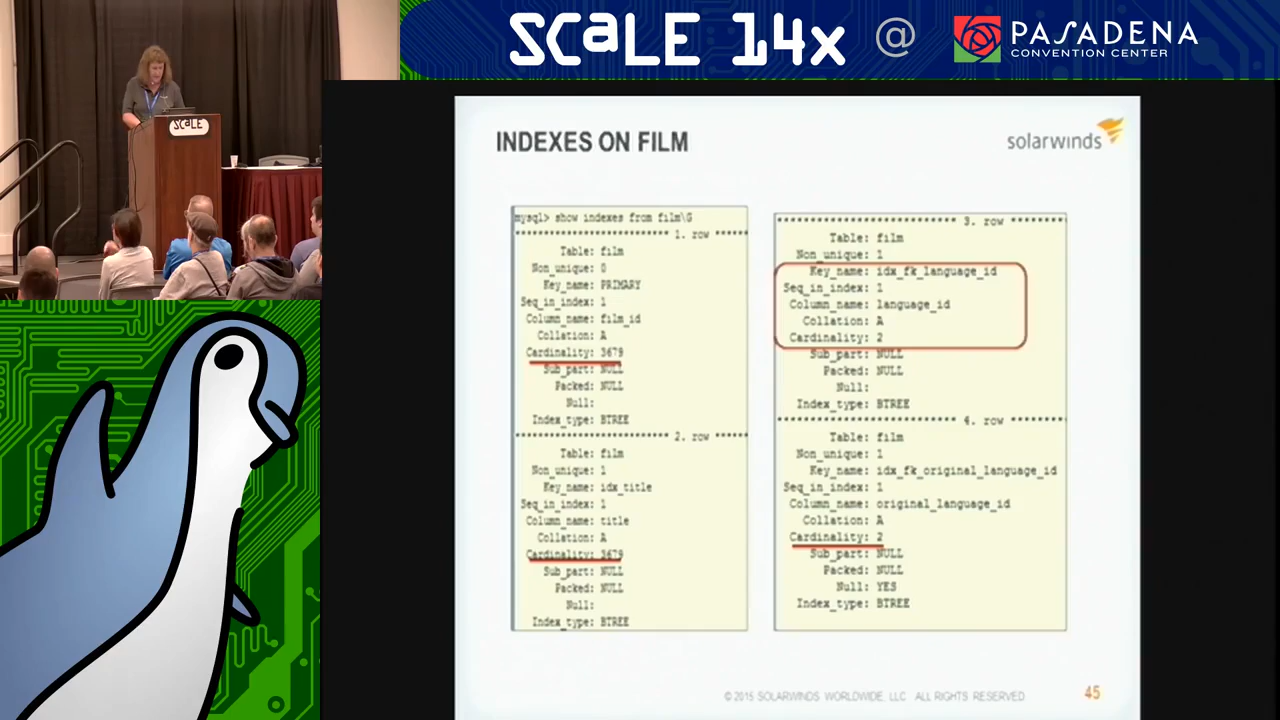 SCaLE 14x @ PASADENA
CONVENTION CENTER
SCaLE
INDEXES ON FILM
solarwinds
mysql> show indexes from film\G
*************************** 1. row ******
Table: film
Non_unique: 0
Key_name: PRIMARY
Seq_in_index: 1
Column_name: film_id
Collation: A
Cardinality: 3679
Sub_part: NULL
Packed: NULL
Null:
Index_type: BTREE
*************************** 2. row ******
Table: film
Non_unique: 1
Key_name: idx_title
Seq_in_index: 1
Column_name: title
Collation: A
Cardinality: 3679
Sub_part: NULL
Packed: NULL
Null:
Index_type: BTREE
*************************** 3. row *******
Table: film
Non_unique: 1
Key_name: idx_fk_language_id
Seq_in_index: 1
Column_name: language_id
Collation: A
Cardinality: 2
Sub_part: NULL
Packed: NULL
Null:
Index_type: BTREE
*************************** 4. row *******
Table: film
Non_unique: 1
Key_name: idx_fk_original_language_id
Seq_in_index: 1
Column_name: original_language_id
Collation: A
Cardinality: 2
Sub_part: NULL
Packed: NULL
Null: YES
Index_type: BTREE
© 2015 SOLARWINDS WORLDWIDE, LLC ALL RIGHTS RESERVED.
45